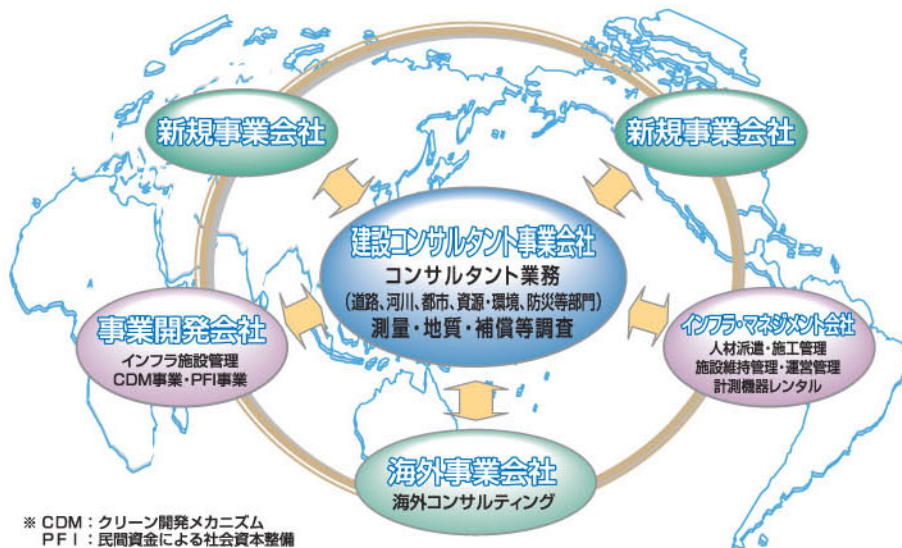 新規事業会社
新規事業会社
建設コンサルタント事業会社
コンサルタント業務
(道路、河川、都市、資源・環境、防災等部門)
測量・地質・補償等調査
事業開発会社
インフラ施設管理
CDM事業・PFI事業
インフラ・マネジメント会社
人材派遣・施工管理
施設維持管理・運営管理
計測機器レンタル
海外事業会社
海外コンサルティング
※ CDM:クリーン開発メカニズム
PFI:民間資金による社会資本整備